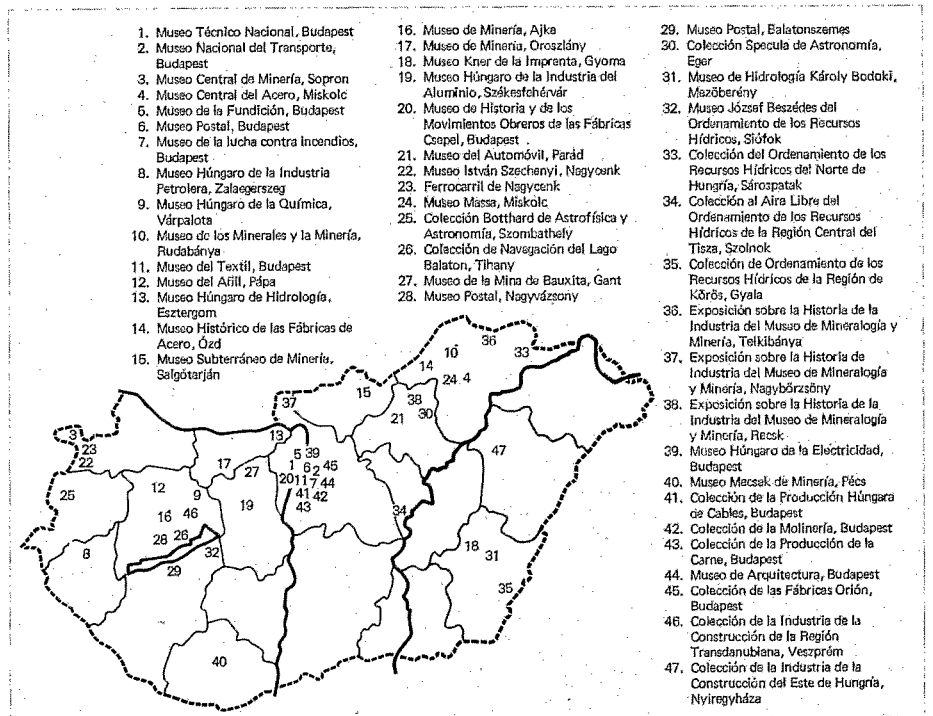 1. Museo Técnico Nacional, Budapest
2. Museo Nacional del Transporte,
Budapest
3. Museo Central de Minería, Sopron
4. Museo Central del Acero, Miskolc
5. Museo de la Fundición, Budapest
6. Museo Postal, Budapest
7. Museo de la lucha contra incendios,
Budapest
8. Museo Húngaro de la Industria
Petrolera, Zalaegerszeg
9. Museo Húngaro de la Química,
Várpalota
10. Museo de los Minerales y la Minería,
Rudabánya
11. Museo del Textil, Budapest
12. Museo del Añil, Pápa
13. Museo Húngaro de Hidrología,
Esztergom
14. Museo Histórico de las Fábricas de
Acero, Ózd
15. Museo Subterráneo de Minería,
Salgótarján
16. Museo de Minería, Ajka
17. Museo de Minería, Oroszlány
18. Museo Kner de la Imprenta, Gyoma
19. Museo Húngaro de la Industria del
Aluminio, Székesfehérvár
20. Museo de Historia y de los
Movimientos Obreros de las Fábricas
Csepel, Budapest
21. Museo del Automóvil, Parád
22. Museo István Szechenyi, Nagycenk
23. Ferrocarril de Nagycenk
24. Museo Massa, Miskolc
25. Colección Botthard de Astrofísica y
Astronomía, Szombathely
26. Colección de Navegación del Lago
Balaton, Tihany
27. Museo de la Mina de Bauxita, Gant
28. Museo Postal, Nagyvázsony
29. Museo Postal, Balatonszemes
30. Colección Specula de Astronomía,
Eger
31. Museo de Hidrología Károly Bodoki,
Mezőberény
32. Museo József Beszédes del
Ordenamiento de los Recursos
Hídricos, Siófok
33. Colección del Ordenamiento de los
Recursos Hídricos del Norte de
Hungría, Sárospatak
34. Colección al Aire Libre del
Ordenamiento de los Recursos
Hídricos de la Región Central del
Tisza, Szolnok
35. Colección de Ordenamiento de los
Recursos Hídricos de la Región de
Körös, Gyala
36. Exposición sobre la Historia de la
Industria del Museo de Mineralogía y
Minería, Telkibánya
37. Exposición sobre la Historia de
Industria del Museo de Mineralogía
y Minería, Nagybörzsöny
38. Exposición sobre la Historia de la
Industria del Museo de Mineralogía
y Minería, Recsk
39. Museo Húngaro de la Electricidad,
Budapest
40. Museo Mecsek de Minería, Pécs
41. Colección de la Producción Húngara
de Cables, Budapest
42. Colección de la Molinería, Budapest
43. Colección de la Producción de la
Carne, Budapest
44. Museo de Arquitectura, Budapest
45. Colección de las Fábricas Orión,
Budapest
46. Colección de la Industria de la
Construcción de la Región
Transdanubiana, Veszprém
47. Colección de la Industria de la
Construcción del Este de Hungría,
Nyiregyháza
36
10 33
14
24 4
15 38
37
21 30
3
23
22
13
5 39
47
17 27
1 6 2 45
20 11 7 44
41 42
43
12 9
25
16 46
19
34
28 26
8 32
18 31
29
35
40